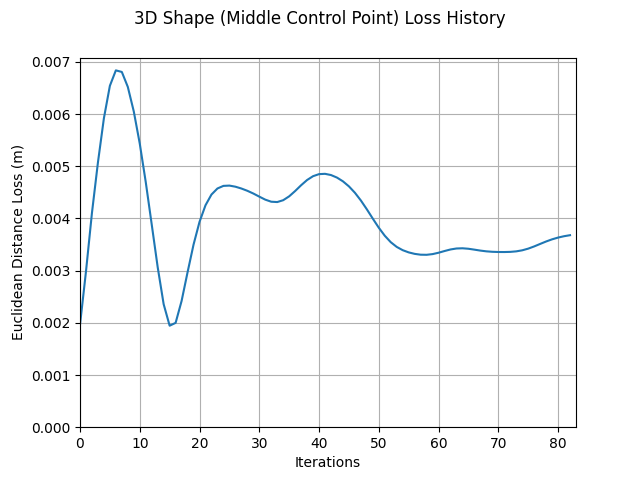 3D Shape (Middle Control Point) Loss History
Euclidean Distance Loss (m)
0.007
0.006
0.005
0.004
0.003
0.002
0.001
0.000
0 10 20 30 40 50 60 70 80
Iterations